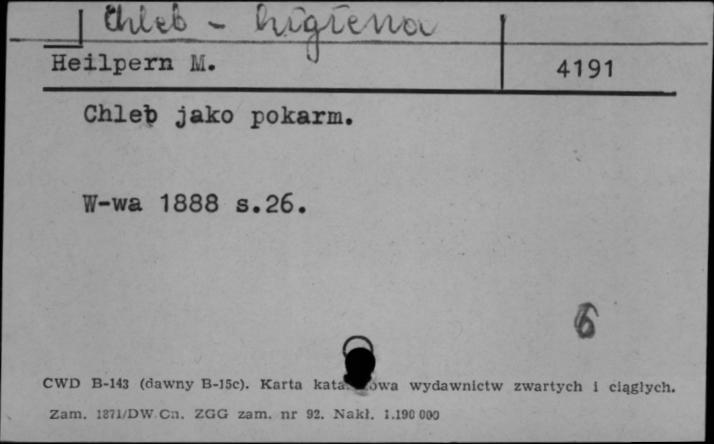 Chleb - higiena
Heilpern M.
4191
Chleb jako pokarm.
W-wa 1888 s.26.
6
CWD B-143 (dawny B-15c). Karta wydawnictw zwartych i ciągłych.
Zam. 1871/DW Cn. ZGG zam. nr 92. Nakł. 1.190 000